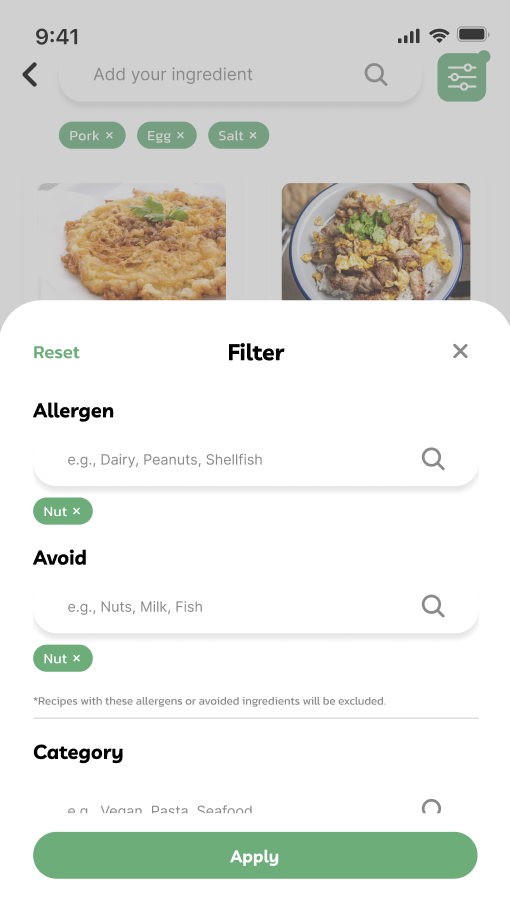 9:41
Add your ingredient
Pork ×
Egg ×
Salt ×
Reset
Filter
Allergen
e.g., Dairy, Peanuts, Shellfish
Nut ×
Avoid
e.g., Nuts, Milk, Fish
Nut ×
*Recipes with these allergens or avoided ingredients will be excluded.
Category
e.g., Vegan, Pasta, Seafood
Apply